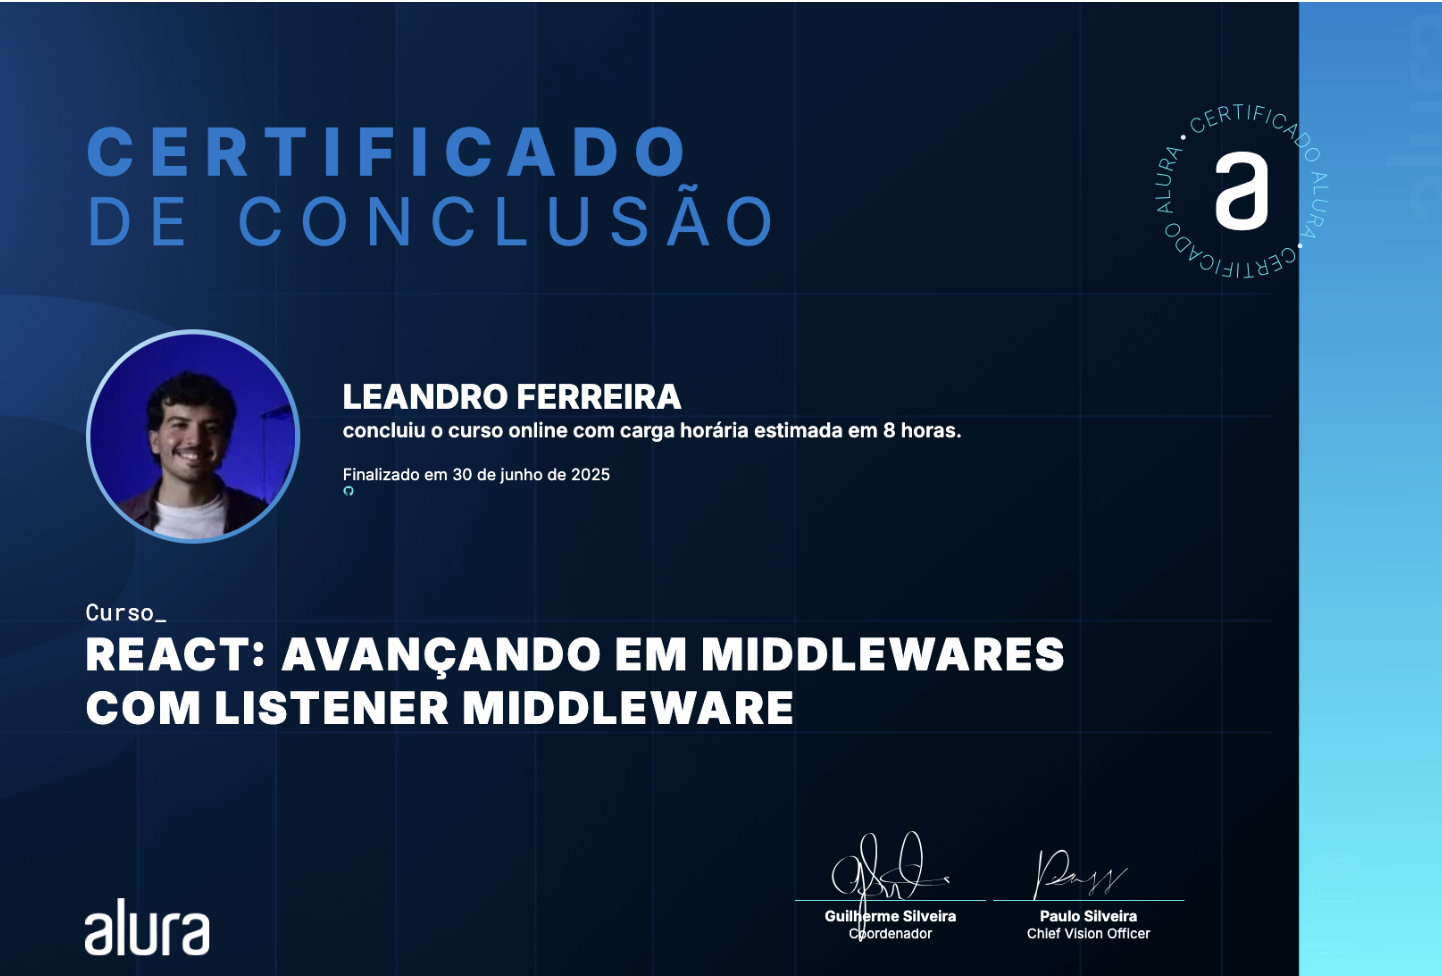 CERTIFICADO
DE CONCLUSÃO
CERTIFICADO ALURA • CERTIFICADO ALURA •
a
LEANDRO FERREIRA
concluiu o curso online com carga horária estimada em 8 horas.
Finalizado em 30 de junho de 2025
Curso_
REACT: AVANÇANDO EM MIDDLEWARES
COM LISTENER MIDDLEWARE
Guilherme Silveira
Coordenador
Paulo Silveira
Chief Vision Officer
alura
alura